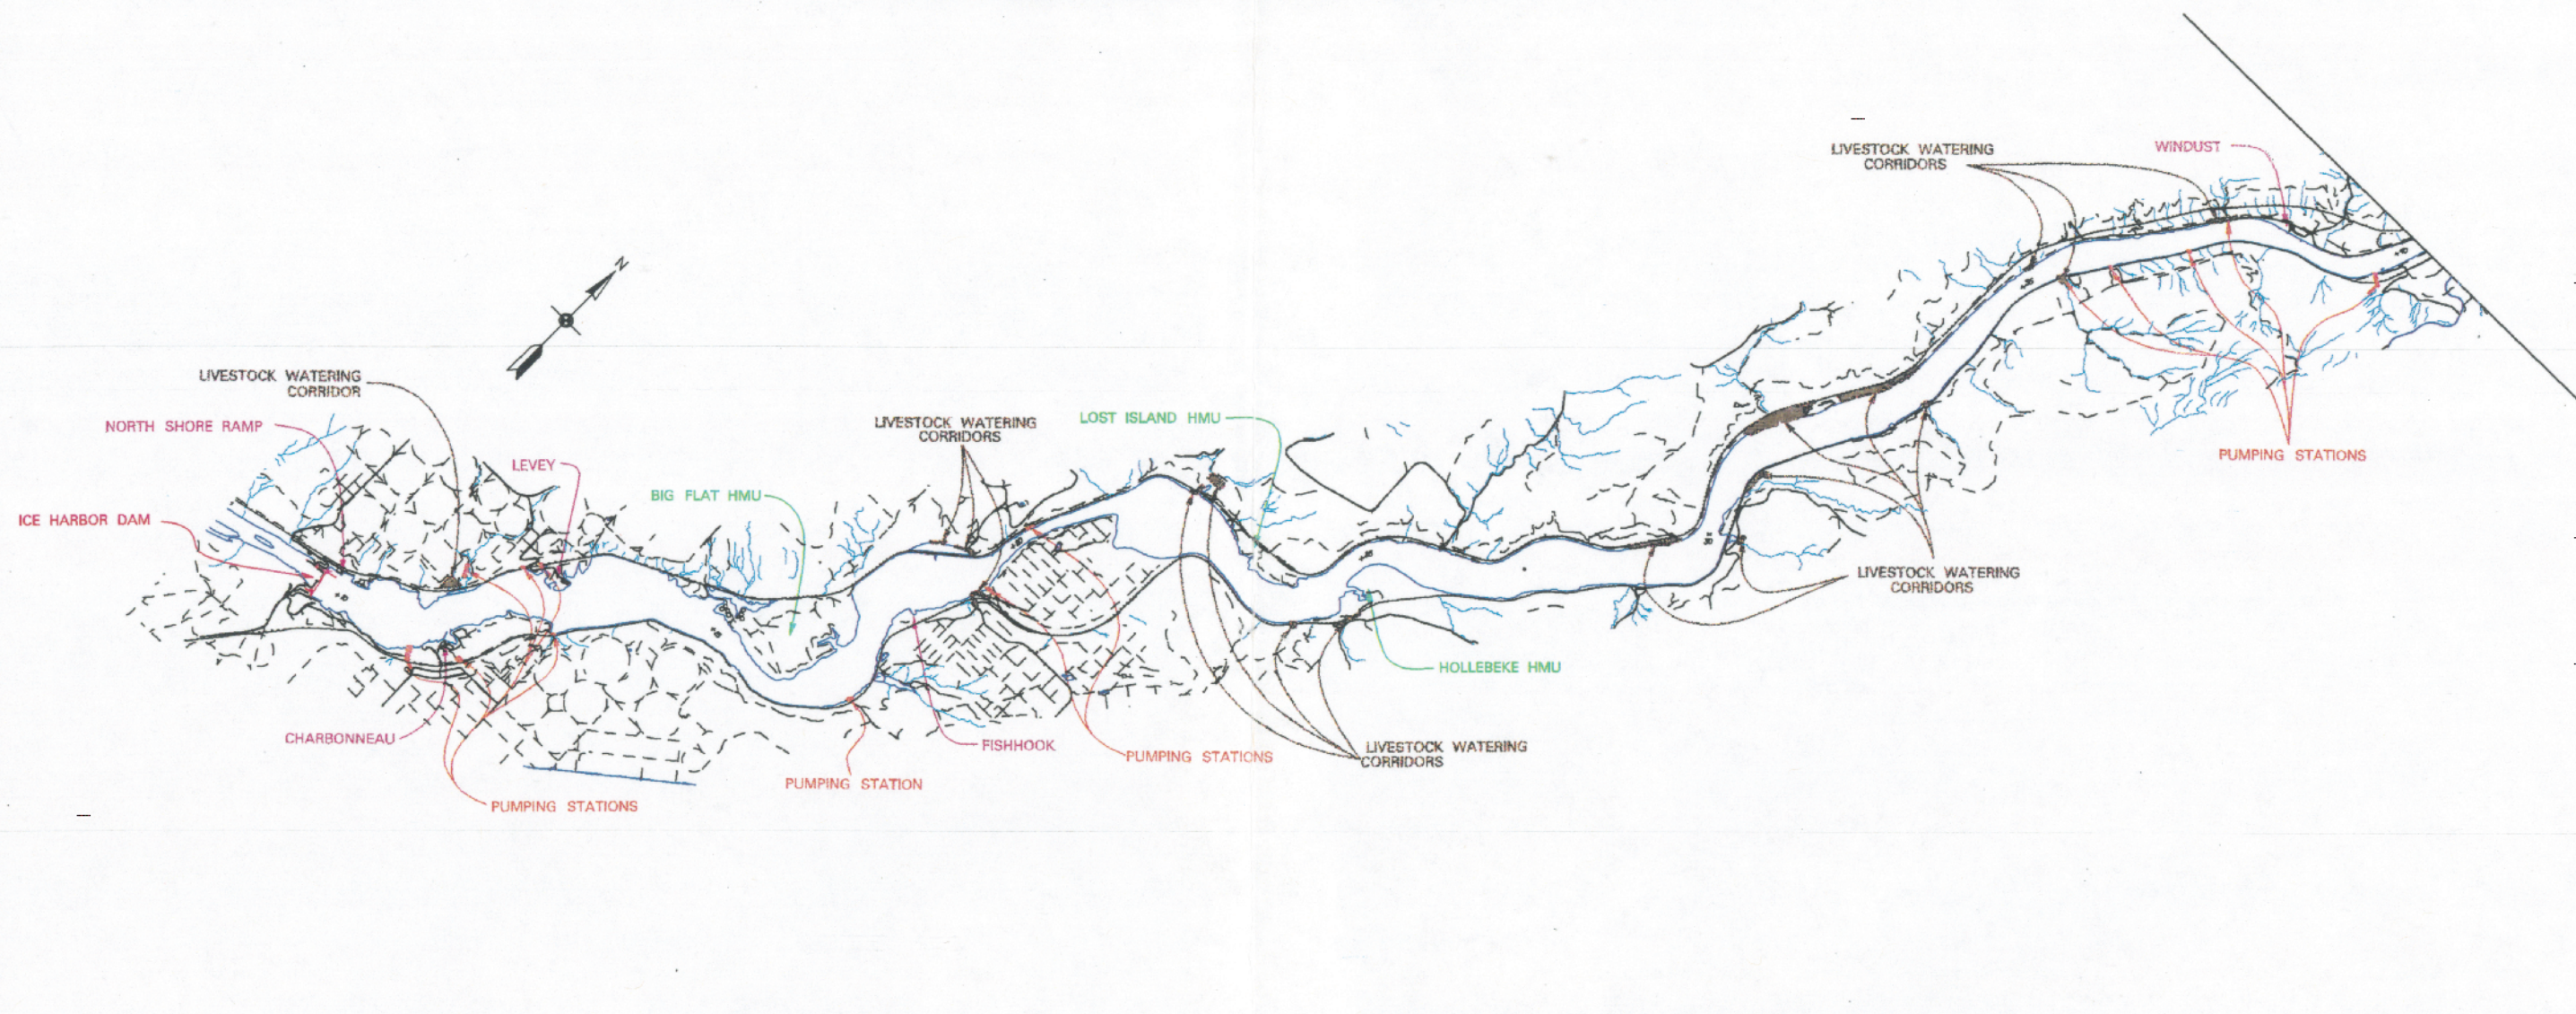 LIVESTOCK WATERING
CORRIDORS
WINDUST
N
LIVESTOCK WATERING
CORRIDOR
NORTH SHORE RAMP
LEVEY
ICE HARBOR DAM
BIG FLAT HMU
LIVESTOCK WATERING
CORRIDORS
LOST ISLAND HMU
PUMPING STATIONS
LIVESTOCK WATERING
CORRIDORS
HOLLEBEKE HMU
CHARBONNEAU
FISHHOOK
PUMPING STATIONS
LIVESTOCK WATERING
CORRIDORS
PUMPING STATION
PUMPING STATIONS